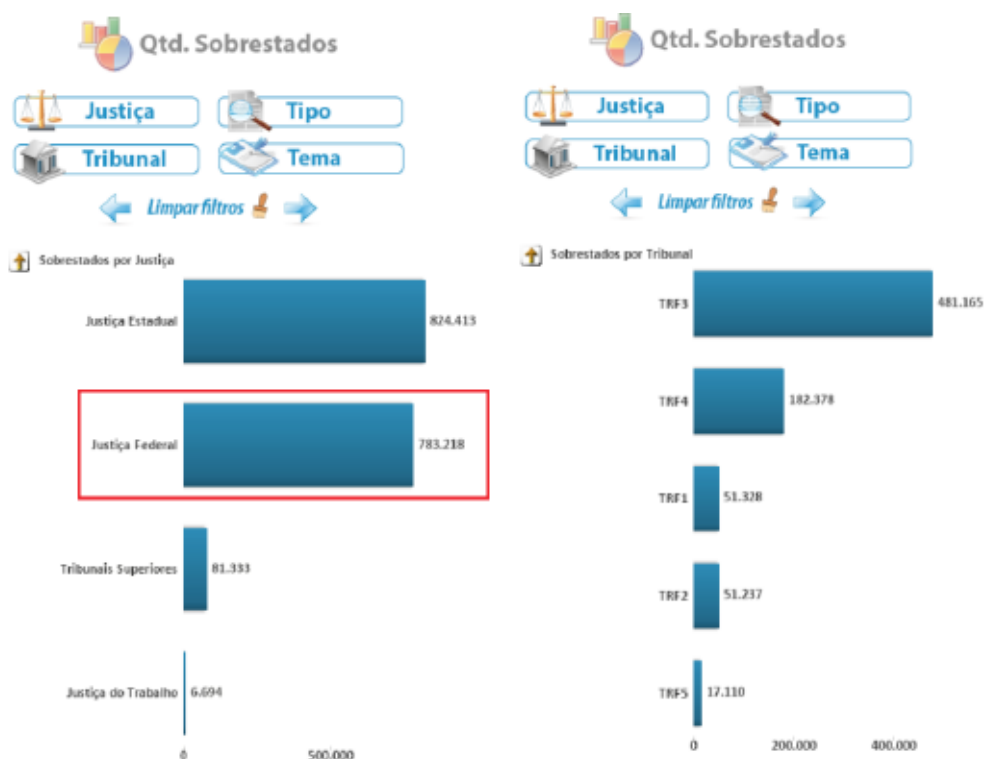 Qtd. Sobrestados
Justiça
Tipo
Tribunal
Tema
Limpar filtros
Sobrestados por Justiça
Justiça Estadual
824.413
Justiça Federal
783.218
Tribunais Superiores
81.333
Justiça do Trabalho
6.694
0
500.000
Qtd. Sobrestados
Justiça
Tipo
Tribunal
Tema
Limpar filtros
Sobrestados por Tribunal
TRF3
481.165
TRF4
182.378
TRF1
51.328
TRF2
51.237
TRF5
17.110
0
200.000
400.000